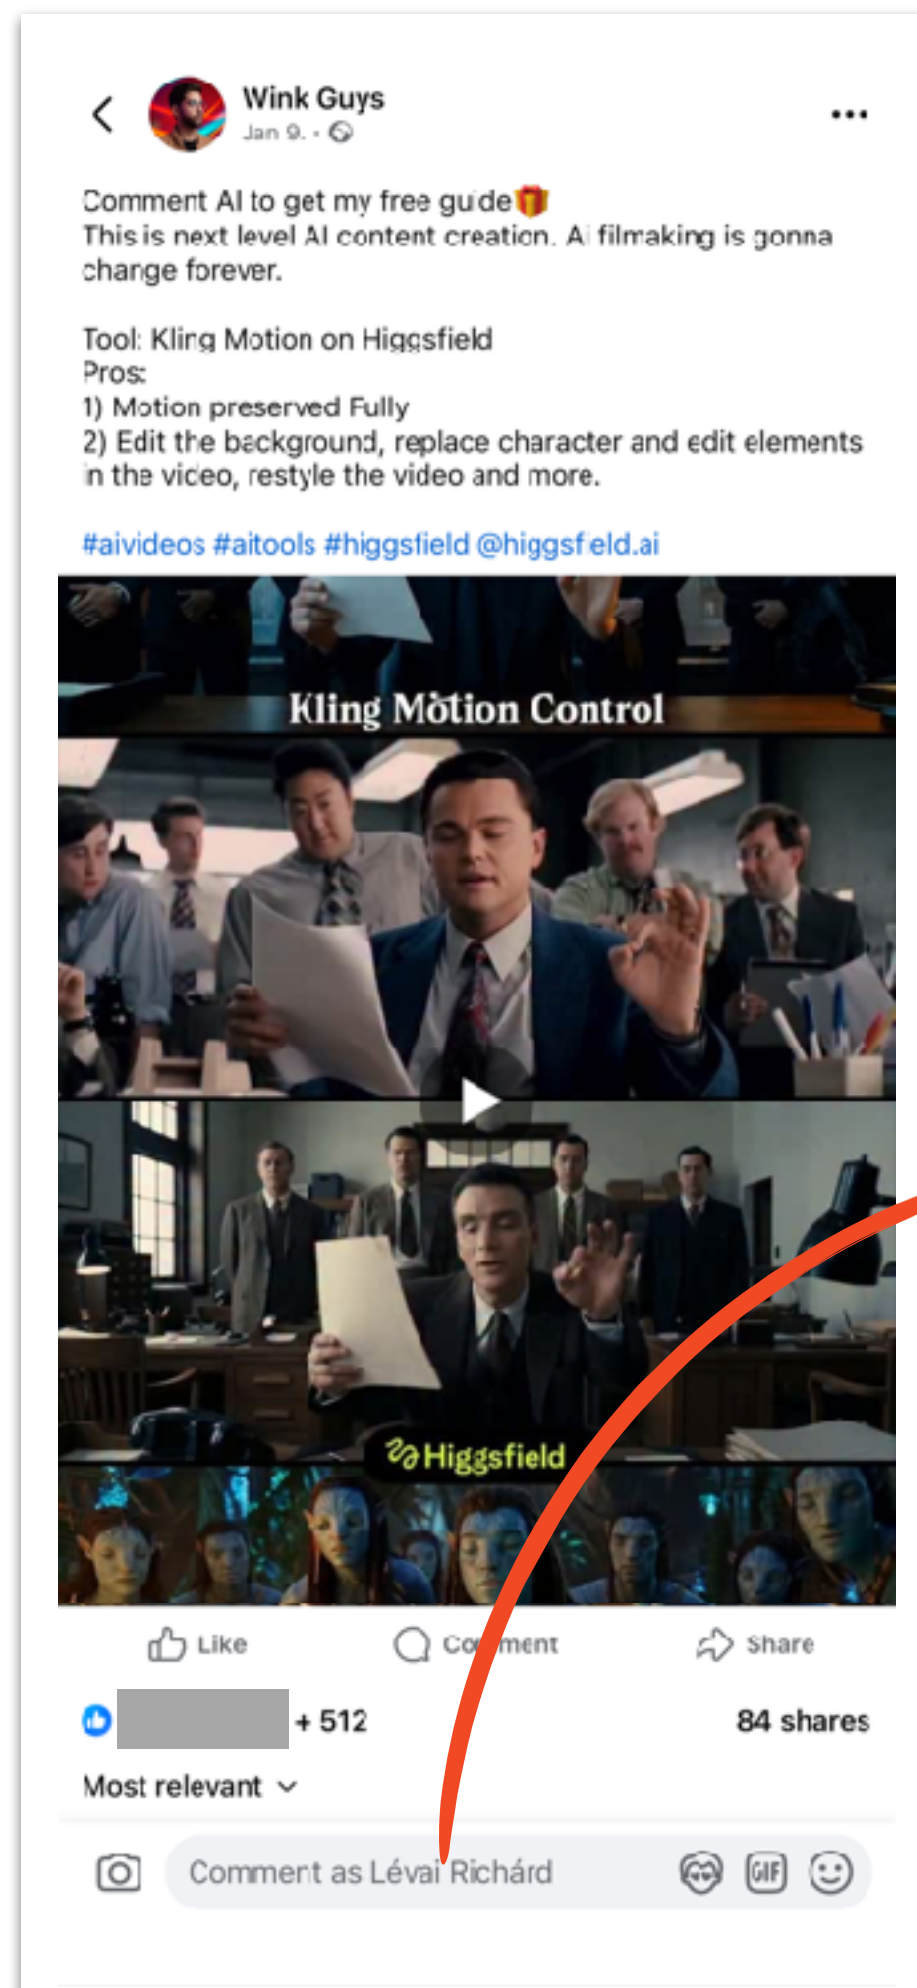 Wink Guys
Jan 9. ·
Comment AI to get my free guide🎁
This is next level AI content creation. Ai filmaking is gonna
change forever.
Tool: Kling Motion on Higgsfield
Pros:
1) Motion preserved Fully
2) Edit the background, replace character and edit elements
in the video, restyle the video and more.
#aivideos #aitools #higgsfield @higgsfield.ai
Kling Motion Control
Higgsfield
Like
Comment
Share
+ 512
84 shares
Most relevant
Comment as Lévai Richárd
GIF